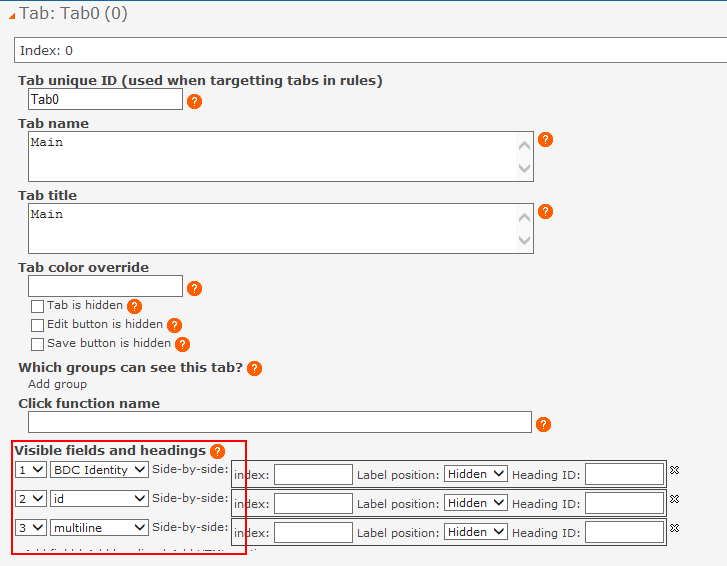 Tab: Tab0 (0)
Index: 0
Tab unique ID (used when targetting tabs in rules)
Tab0 ?
Tab name
Main ?
Tab title
Main ?
Tab color override
?
Tab is hidden ?
Edit button is hidden ?
Save button is hidden ?
Which groups can see this tab? ?
Add group
Click function name
?
Visible fields and headings ?
1 BDC Identity Side-by-side: index: Label position: Hidden Heading ID:
2 id Side-by-side: index: Label position: Hidden Heading ID:
3 multiline Side-by-side: index: Label position: Hidden Heading ID: